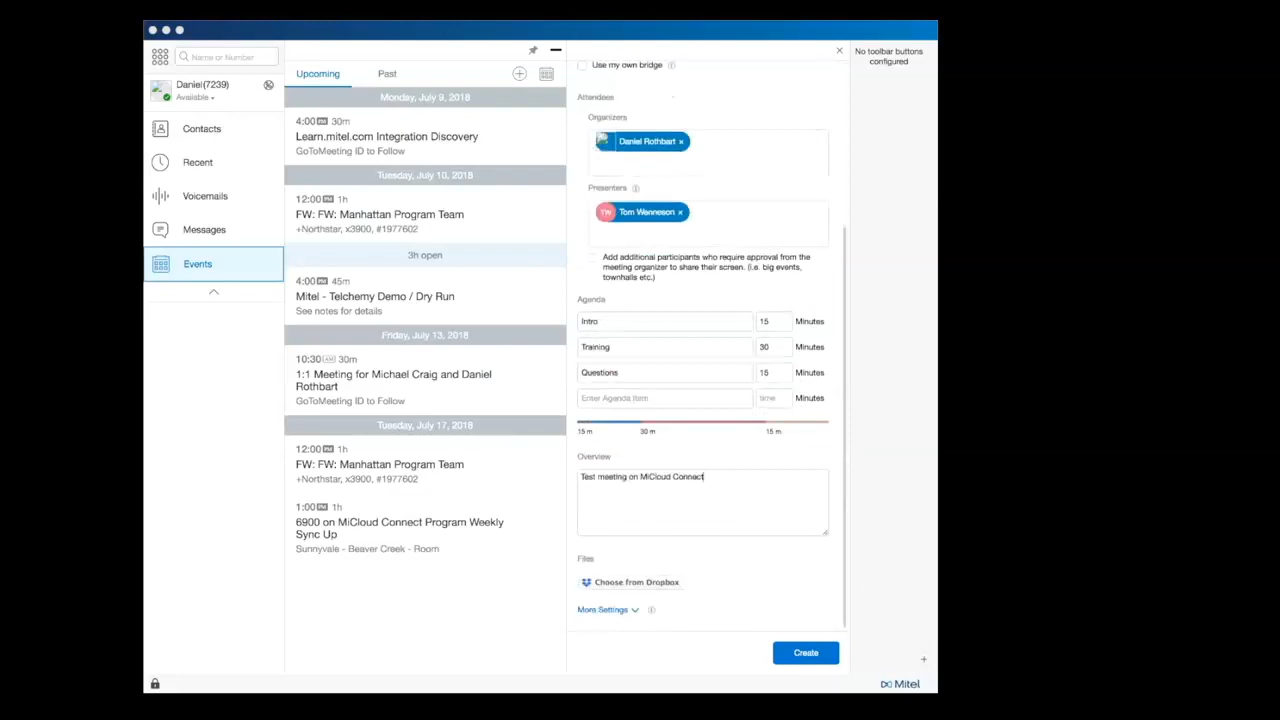 Name or Number
Daniel(7239)
Available
Contacts
Recent
Voicemails
Messages
Events
Upcoming
Past
Monday, July 9, 2018
4:00 PM 30m
Learn.mitel.com Integration Discovery
GoToMeeting ID to Follow
Tuesday, July 10, 2018
12:00 PM 1h
FW: FW: Manhattan Program Team
+Northstar, x3900, #1977602
3h open
4:00 PM 45m
Mitel - Telchemy Demo / Dry Run
See notes for details
Friday, July 13, 2018
10:30 AM 30m
1:1 Meeting for Michael Craig and Daniel
Rothbart
GoToMeeting ID to Follow
Tuesday, July 17, 2018
12:00 PM 1h
FW: FW: Manhattan Program Team
+Northstar, x3900, #1977602
1:00 PM 1h
6900 on MiCloud Connect Program Weekly
Sync Up
Sunnyvale - Beaver Creek - Room
Use my own bridge
Attendees
Organizers
Daniel Rothbart ×
Presenters
TW Tom Wenneson ×
Add additional participants who require approval from the
meeting organizer to share their screen. (i.e. big events,
townhalls etc.)
Agenda
Intro 15 Minutes
Training 30 Minutes
Questions 15 Minutes
Enter Agenda Item time Minutes
15 m 30 m 15 m
Overview
Test meeting on MiCloud Connect
Files
Choose from Dropbox
More Settings
Create
No toolbar buttons
configured
Mitel